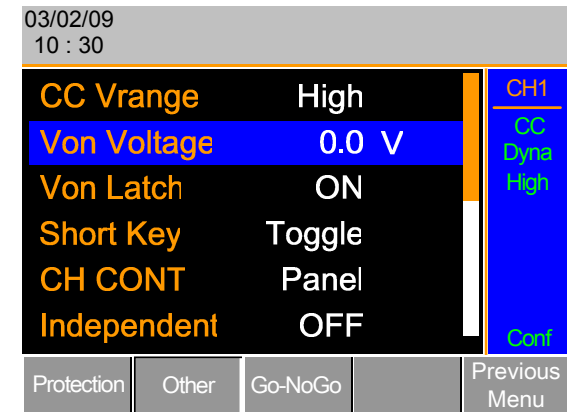 03/02/09
10 : 30
CC Vrange High
Von Voltage 0.0 V
Von Latch ON
Short Key Toggle
CH CONT Panel
Independent OFF
CH1
CC
Dyna
High
Conf
Protection Other Go-NoGo Previous
Menu